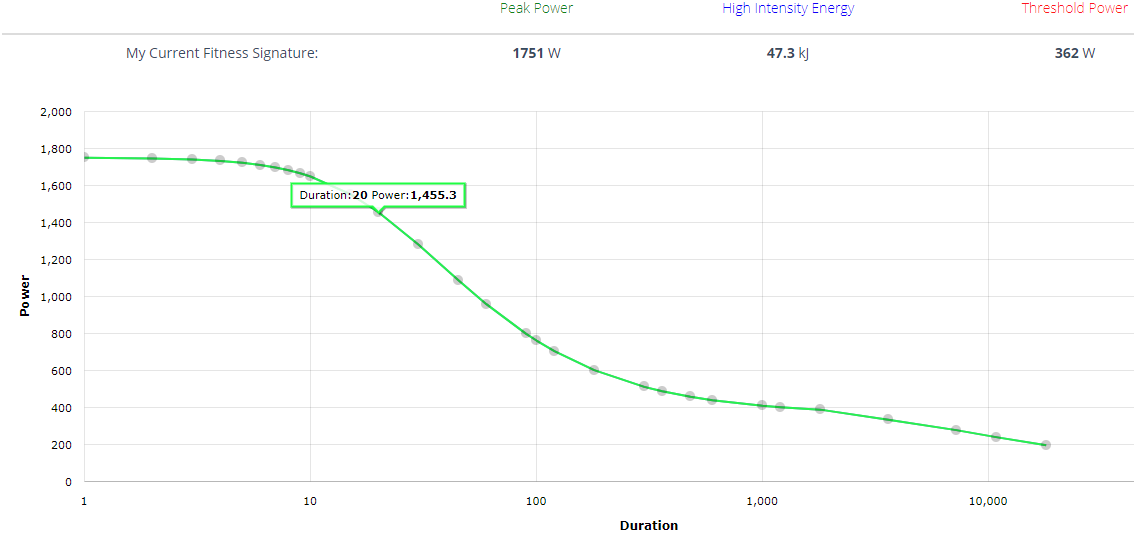 Peak Power High Intensity Energy Threshold Power
My Current Fitness Signature: 1751 W 47.3 kJ 362 W
2,000
1,800
1,600
Duration:20 Power:1,455.3
1,400
1,200
1,000
800
600
400
200
0
Power
1 10 100 1,000 10,000
Duration